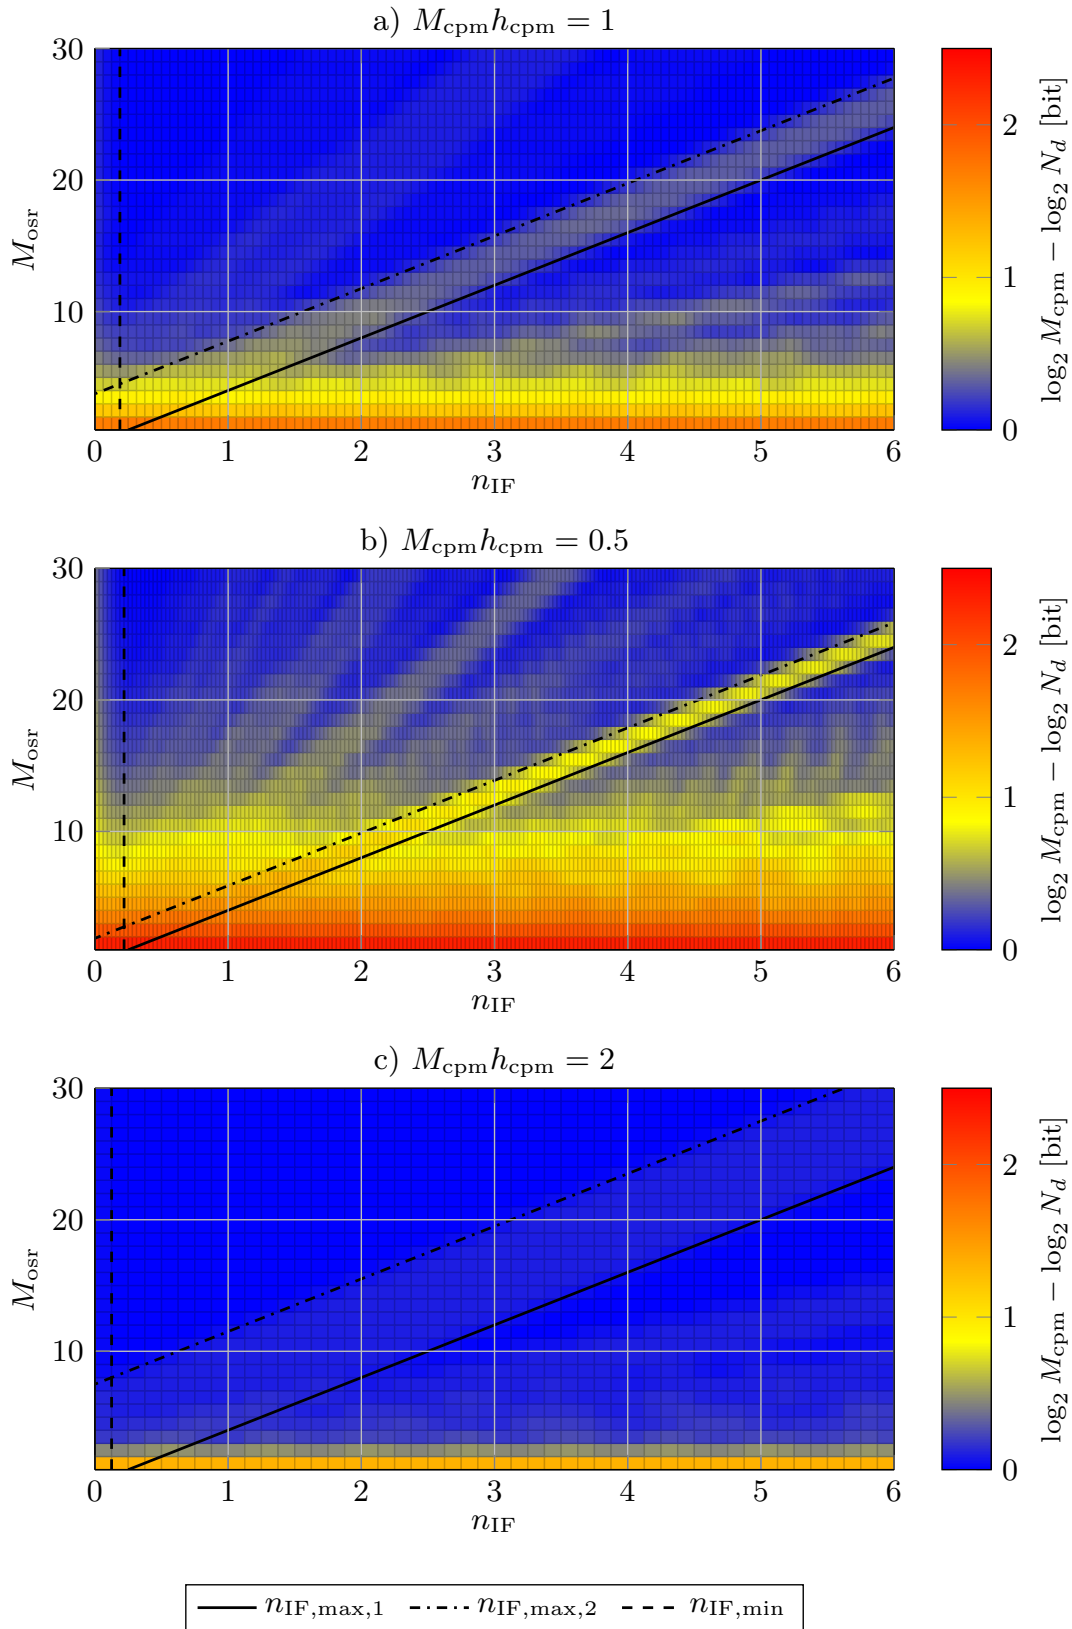 a) M_cpm h_cpm = 1
30
20
10
M_osr
0 1 2 3 4 5 6
n_IF
2
1
0
log_2 M_cpm − log_2 N_d [bit]
b) M_cpm h_cpm = 0.5
30
20
10
M_osr
0 1 2 3 4 5 6
n_IF
2
1
0
log_2 M_cpm − log_2 N_d [bit]
c) M_cpm h_cpm = 2
30
20
10
M_osr
0 1 2 3 4 5 6
n_IF
2
1
0
log_2 M_cpm − log_2 N_d [bit]
n_IF,max,1 n_IF,max,2 n_IF,min